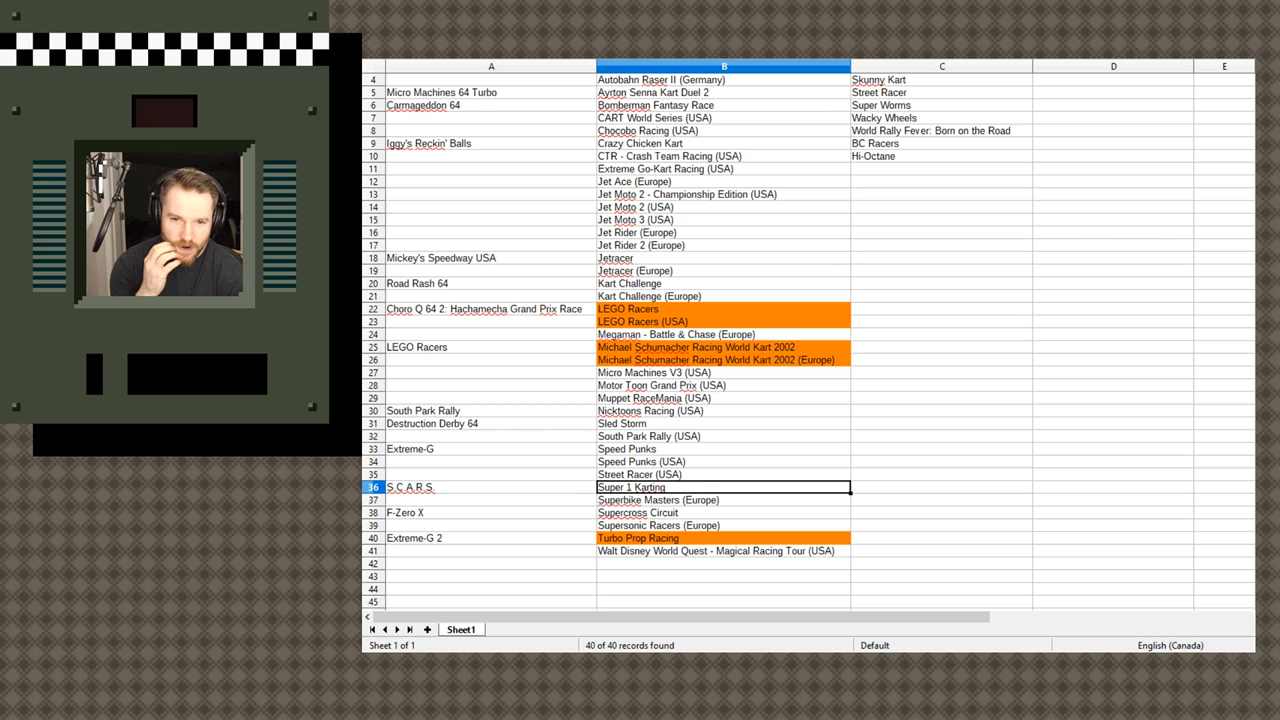 A B C D E
4 Autobahn Raser II (Germany) Skunny Kart
5 Micro Machines 64 Turbo Ayrton Senna Kart Duel 2 Street Racer
6 Carmageddon 64 Bomberman Fantasy Race Super Worms
7 CART World Series (USA) Wacky Wheels
8 Chocobo Racing (USA) World Rally Fever: Born on the Road
9 Iggy's Reckin' Balls Crazy Chicken Kart BC Racers
10 CTR - Crash Team Racing (USA) Hi-Octane
11 Extreme Go-Kart Racing (USA)
12 Jet Ace (Europe)
13 Jet Moto 2 - Championship Edition (USA)
14 Jet Moto 2 (USA)
15 Jet Moto 3 (USA)
16 Jet Rider (Europe)
17 Jet Rider 2 (Europe)
18 Mickey's Speedway USA Jetracer
19 Jetracer (Europe)
20 Road Rash 64 Kart Challenge
21 Kart Challenge (Europe)
22 Choro Q 64 2: Hachamecha Grand Prix Race LEGO Racers
23 LEGO Racers (USA)
24 Megaman - Battle & Chase (Europe)
25 LEGO Racers Michael Schumacher Racing World Kart 2002
26 Michael Schumacher Racing World Kart 2002 (Europe)
27 Micro Machines V3 (USA)
28 Motor Toon Grand Prix (USA)
29 Muppet RaceMania (USA)
30 South Park Rally Nicktoons Racing (USA)
31 Destruction Derby 64 Sled Storm
32 South Park Rally (USA)
33 Extreme-G Speed Punks
34 Speed Punks (USA)
35 Street Racer (USA)
36 S.C.A.R.S. Super 1 Karting
37 Superbike Masters (Europe)
38 F-Zero X Supercross Circuit
39 Supersonic Racers (Europe)
40 Extreme-G 2 Turbo Prop Racing
41 Walt Disney World Quest - Magical Racing Tour (USA)
42
43
44
45
Sheet1
Sheet 1 of 1 40 of 40 records found Default English (Canada)